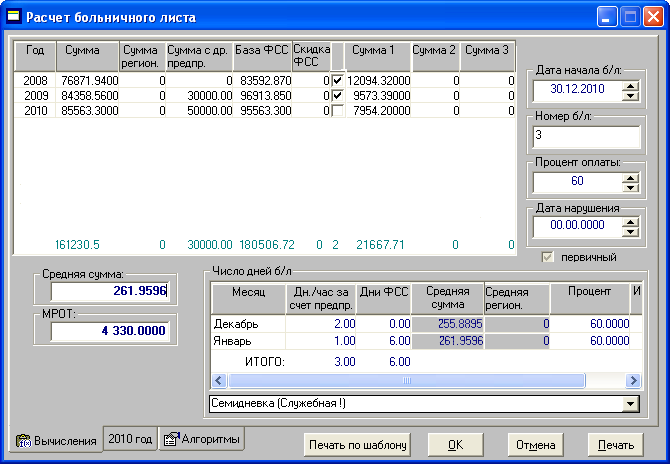 Расчет больничного листа
Год Сумма Сумма регион. Сумма с др. предпр. База ФСС Скидка ФСС Сумма 1 Сумма 2 Сумма 3
2008 76871.9400 0 0 83592.870 0 12094.32000 0 0
2009 84358.5600 0 30000.00 96913.850 0 9573.39000 0 0
2010 85563.3000 0 50000.00 95563.300 0 7954.20000 0 0
161230.5 0 30000.00 180506.72 0 2 21667.71 0 0
Дата начала б/л:
30.12.2010
Номер б/л:
3
Процент оплаты:
60
Дата нарушения
00.00.0000
первичный
Средняя сумма:
261.9596
МРОТ:
4 330.0000
Число дней б/л
Месяц Дн./час за счет предпр. Дни ФСС Средняя сумма Средняя регион. Процент И
Декабрь 2.00 0.00 255.8895 0 60.0000
Январь 1.00 6.00 261.9596 0 60.0000
ИТОГО: 3.00 6.00
Семидневка (Служебная !)
Вычисления 2010 год Алгоритмы
Печать по шаблону OK Отмена Печать